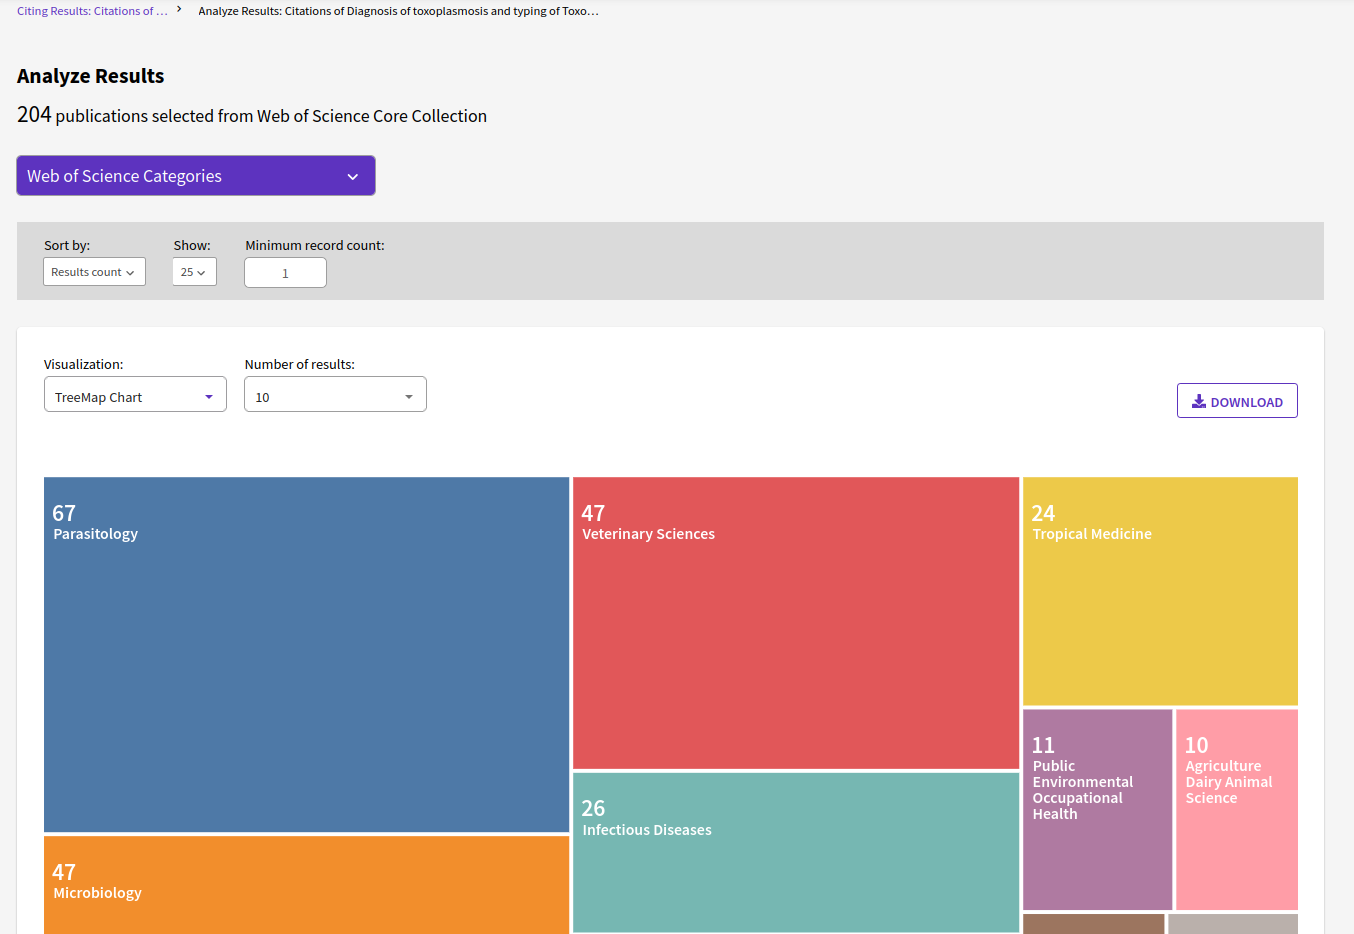 Citing Results: Citations of ... > Analyze Results: Citations of Diagnosis of toxoplasmosis and typing of Toxo...
Analyze Results
204 publications selected from Web of Science Core Collection
Web of Science Categories
Sort by: Show: Minimum record count:
Results count 25 1
Visualization: Number of results:
TreeMap Chart 10
DOWNLOAD
67
Parasitology
47
Veterinary Sciences
24
Tropical Medicine
11
Public
Environmental
Occupational
Health
10
Agriculture
Dairy Animal
Science
26
Infectious Diseases
47
Microbiology